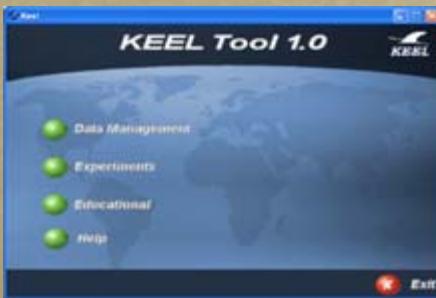 Keel
KEEL Tool 1.0
KEEL
Data Management
Experiments
Educational
Help
Exit